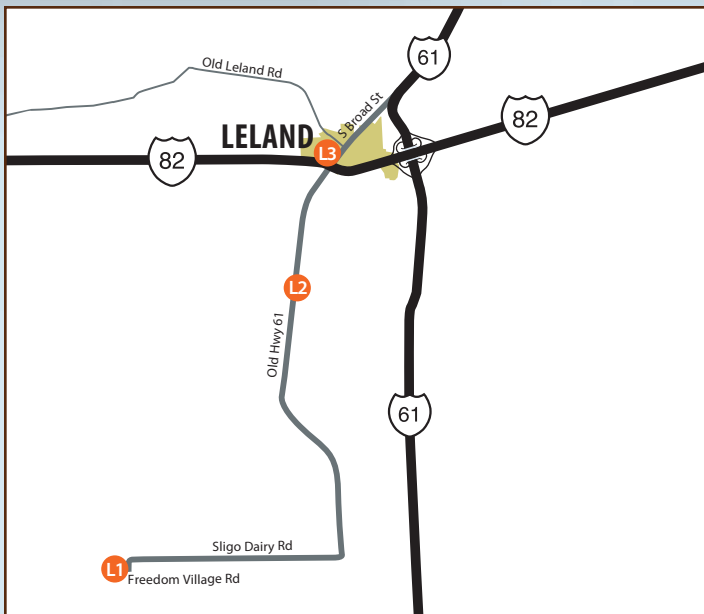 61
Old Leland Rd
S Broad St
82
LELAND
L3
82
L2
Old Hwy 61
61
Sligo Dairy Rd
L1
Freedom Village Rd